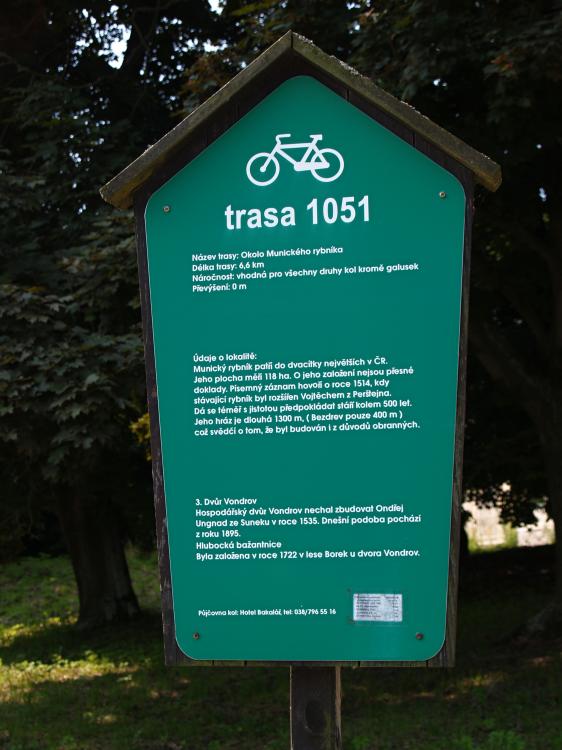 trasa 1051
Název trasy: Okolo Munického rybníka
Délka trasy: 6,6 km
Náročnost: vhodná pro všechny druhy kol kromě galusek
Převýšení: 0 m
Údaje o lokalitě:
Munický rybník patří do dvacítky největších v ČR.
Jeho plocha měří 118 ha. O jeho založení nejsou přesné
doklady. Písemný záznam hovoří o roce 1514, kdy
stávající rybník byl rozšířen Vojtěchem z Perštejna.
Dá se téměř s jistotou předpokládat stáří kolem 500 let.
Jeho hráz je dlouhá 1300 m, ( Bezdrev pouze 400 m )
což svědčí o tom, že byl budován i z důvodů obranných.
3. Dvůr Vondrov
Hospodářský dvůr Vondrov nechal zbudovat Ondřej
Ungnad ze Suneku v roce 1535. Dnešní podoba pochází
z roku 1895.
Hlubocká bažantnice
Byla založena v roce 1722 v lese Borek u dvora Vondrov.
Půjčovna kol: Hotel Bakalář, tel: 038/796 55 16